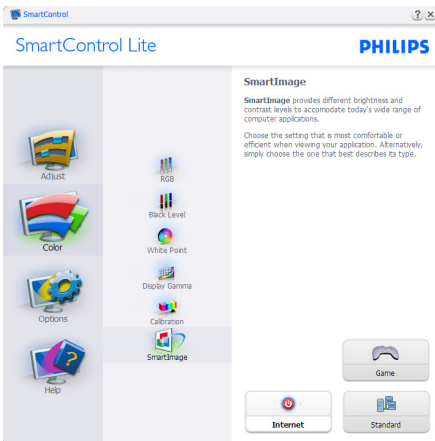 SmartControl
SmartControl Lite
PHILIPS
Adjust
Color
Options
Help
RGB
Black Level
White Point
Display Gamma
Calibration
SmartImage
SmartImage
SmartImage provides different brightness and
contrast levels to accomodate today's wide range of
computer applications.
Choose the setting that is most comfortable or
efficient when viewing your application. Alternatively,
simply choose the one that best describes its type.
Game
Internet
Standard